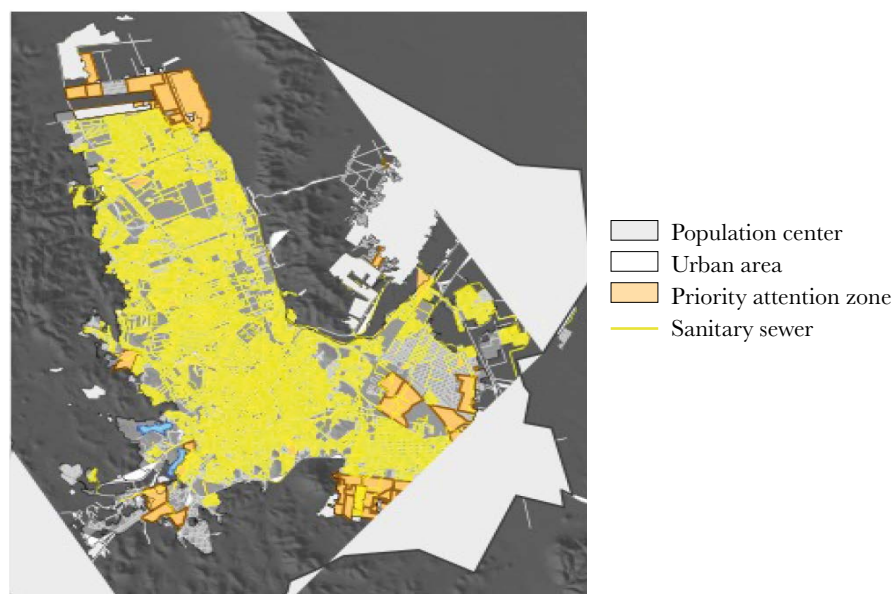 Population center
Urban area
Priority attention zone
Sanitary sewer